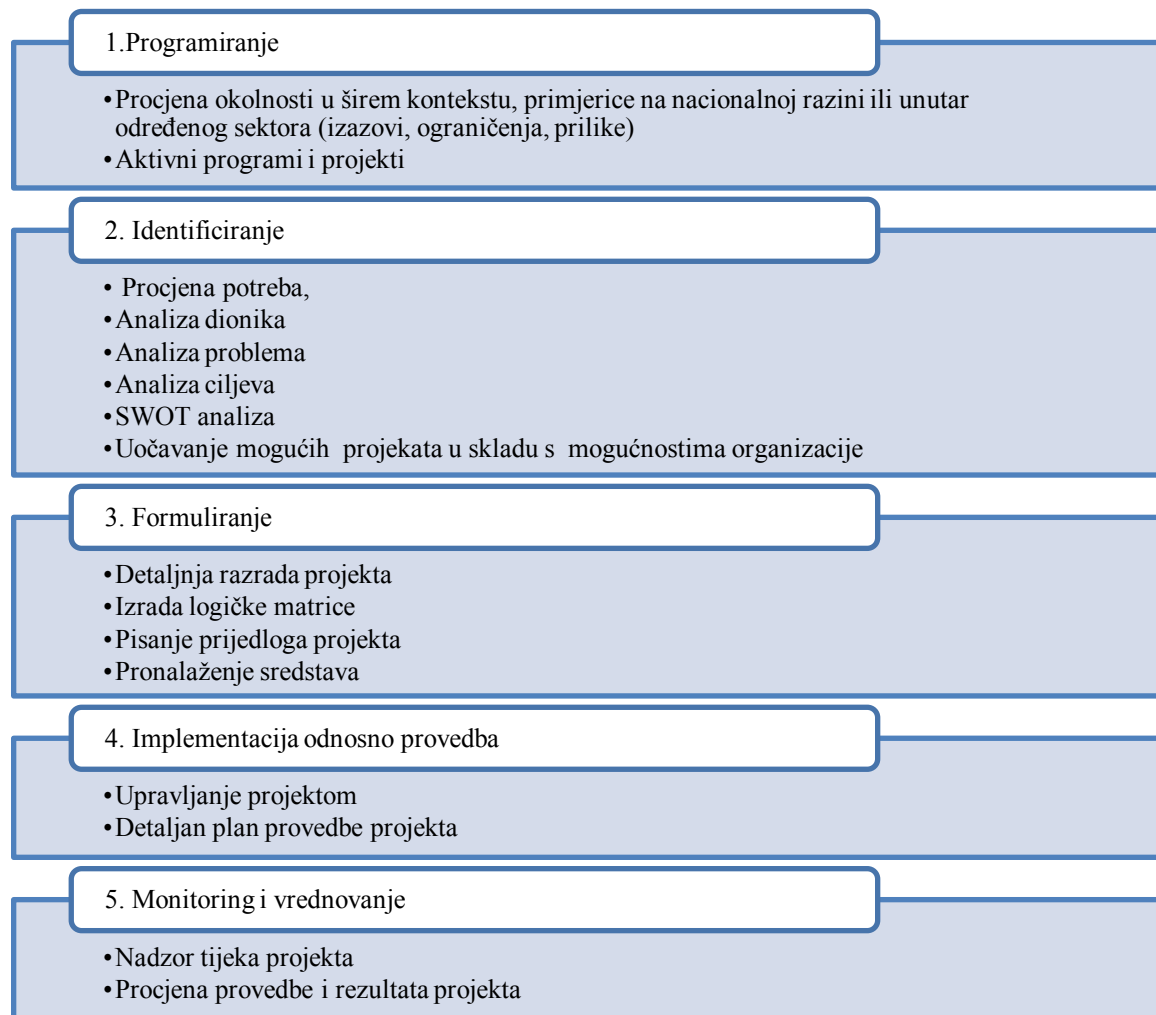 1.Programiranje
•Procjena okolnosti u širem kontekstu, primjerice na nacionalnoj razini ili unutar
određenog sektora (izazovi, ograničenja, prilike)
•Aktivni programi i projekti
2. Identificiranje
• Procjena potreba,
•Analiza dionika
•Analiza problema
•Analiza ciljeva
•SWOT analiza
•Uočavanje mogućih projekata u skladu s mogućnostima organizacije
3. Formuliranje
•Detaljnja razrada projekta
•Izrada logičke matrice
•Pisanje prijedloga projekta
•Pronalaženje sredstava
4. Implementacija odnosno provedba
•Upravljanje projektom
•Detaljan plan provedbe projekta
5. Monitoring i vrednovanje
•Nadzor tijeka projekta
•Procjena provedbe i rezultata projekta